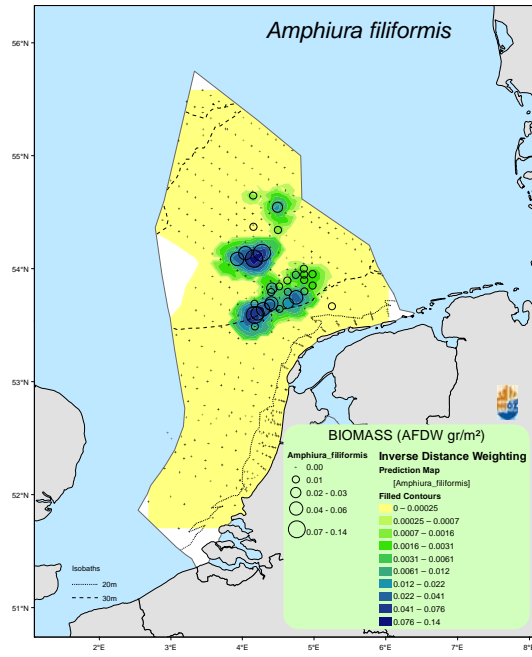 Amphiura filiformis
56°N
55°N
54°N
53°N
52°N
51°N
BIOMASS (AFDW gr/m²)
Amphiura_filiformis
0.00
0.01
0.02 - 0.03
0.04 - 0.06
0.07 - 0.14
Inverse Distance Weighting
Prediction Map
[Amphiura_filiformis]
Filled Contours
0 – 0.00025
0.00025 – 0.0007
0.0007 – 0.0016
0.0016 – 0.0031
0.0031 – 0.0061
0.0061 – 0.012
0.012 – 0.022
0.022 – 0.041
0.041 – 0.076
0.076 – 0.14
Isobaths
20m
30m
2°E 3°E 4°E 5°E 6°E 7°E 8°